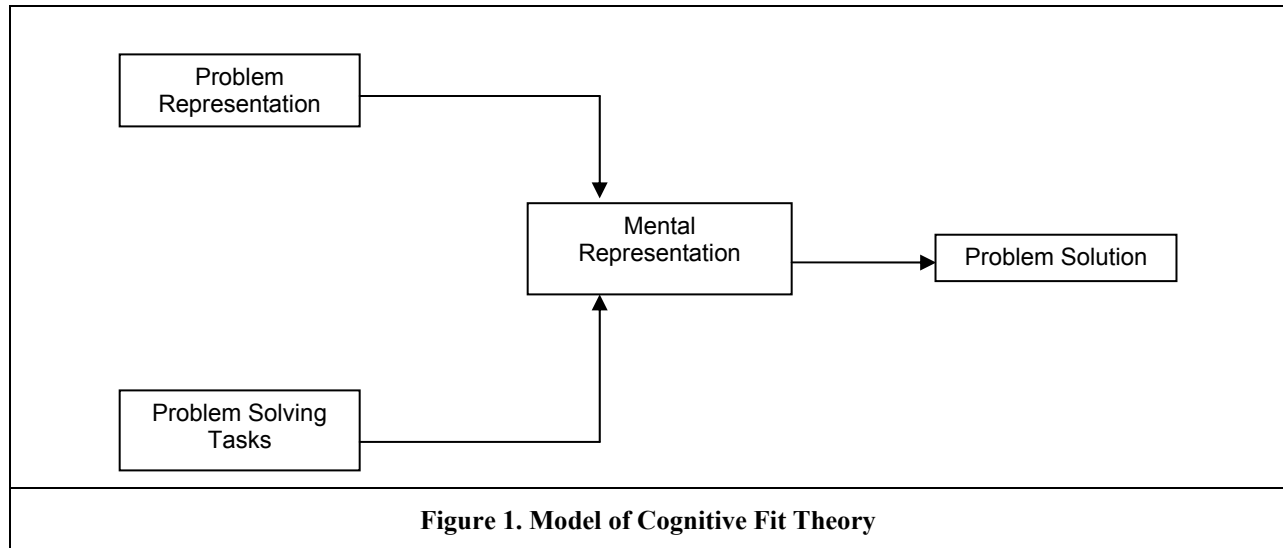 Problem
Representation
Mental
Representation
Problem Solution
Problem Solving
Tasks
Figure 1. Model of Cognitive Fit Theory